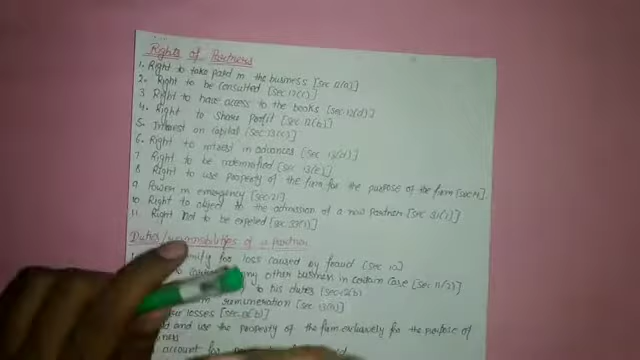 Rights of Partners
1. Right to take patd in the business [sec 12(a)]
2. Right to be consulted [sec 12(c)]
3 Right to have access to the books [sec 12(d)]
4. Right to share profit [sec 13(b)]
5. Interest on capital (sec 13(c)]
6. Right to intrest in advances (sec 13(d)]
7 Right to be indemnified (sec 13(e)]
8 Right to use property of the firm for the purpose of the firm
9 Power in emergency [sec 21]
10 Right to object to the admission of a new partner [sec 31(1)]
11. Right not to be expelled [sec 33(1)]
Duties/responsibilities of a partner
for loss caused by fraud (sec 10)
any other business in certain case [sec 11(2)]
to his duties (sec 12(b)
remuneration [sec 13(a)]
losses [sec 13(b)]
and use the property of the firm exclusively for the purpose of
account for